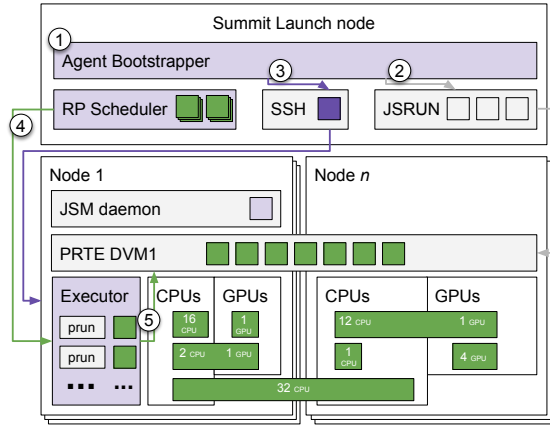 Summit Launch node
1
Agent Bootstrapper
3
2
4
RP Scheduler
SSH
JSRUN
Node 1
Node n
JSM daemon
PRTE DVM1
Executor
CPUs
GPUs
CPUs
GPUs
prun
5
16 CPU
1 GPU
12 CPU
1 GPU
prun
2 CPU
1 GPU
1 CPU
4 GPU
... ...
32 CPU